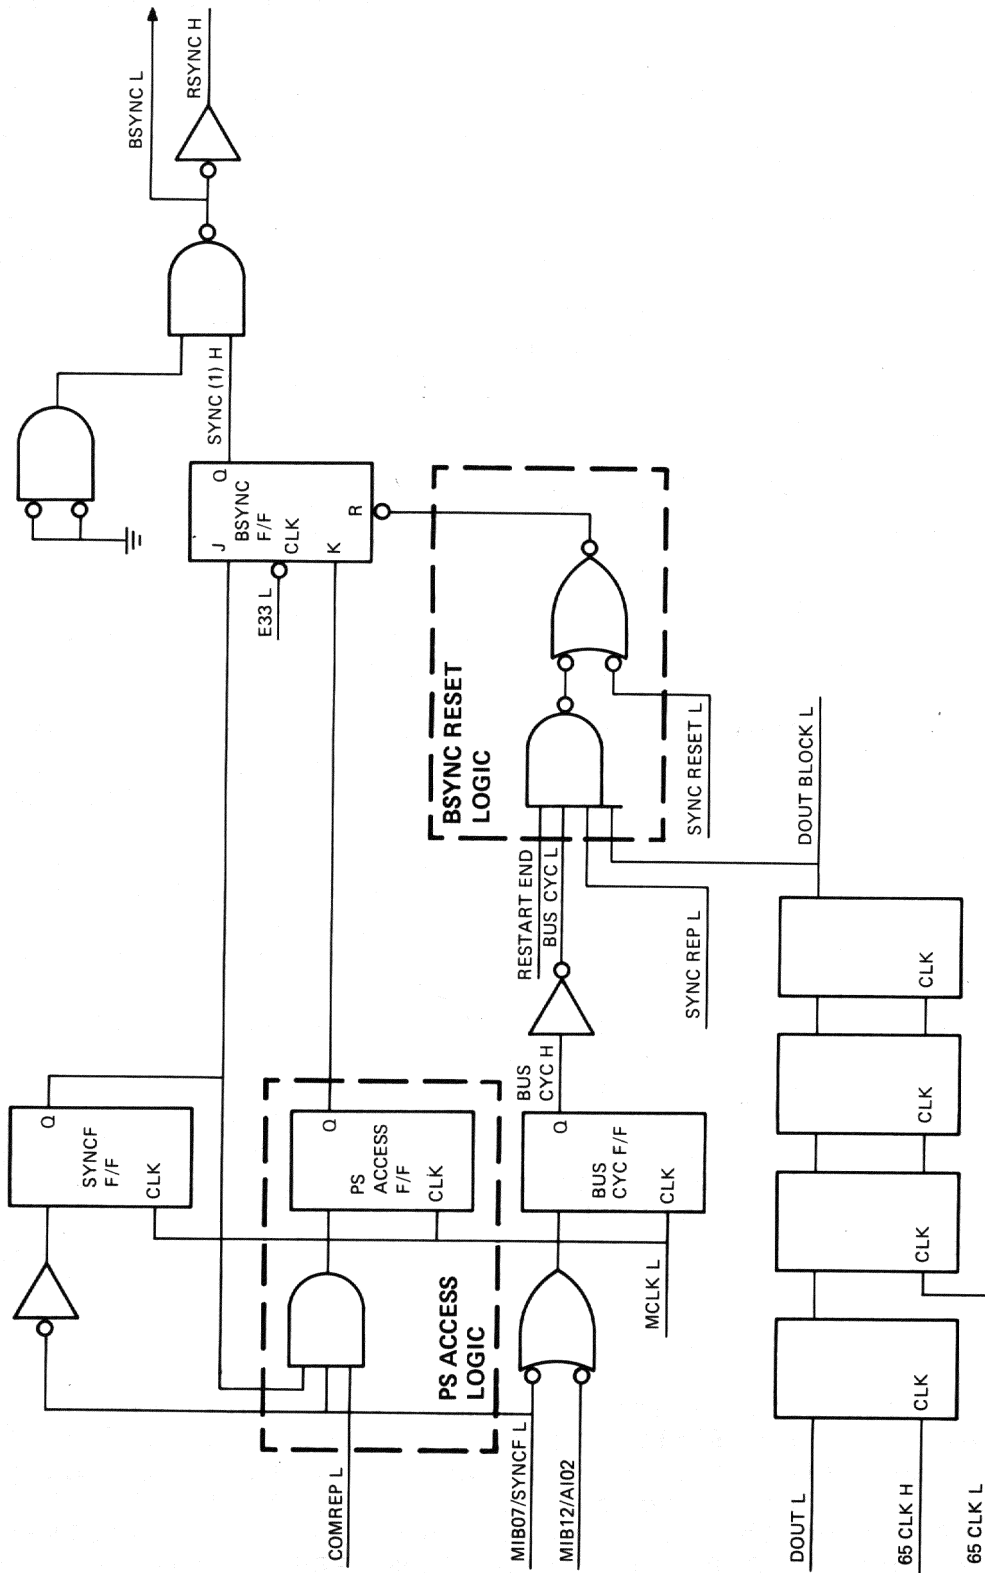 BSYNC L
RSYNC H
SYNC (1) H
J
Q
BSYNC
F/F
CLK
K
R
E33 L
BSYNC RESET
LOGIC
SYNC RESET L
DOUT BLOCK L
RESTART END
BUS CYC L
SYNC REP L
BUS
CYC H
Q
SYNCF
F/F
CLK
Q
PS
ACCESS
F/F
CLK
Q
BUS
CYC F/F
CLK
PS ACCESS
LOGIC
MCLK L
COMREP L
MIB07/SYNCF L
MIB12/AI02
CLK
CLK
CLK
CLK
DOUT L
65 CLK H
65 CLK L